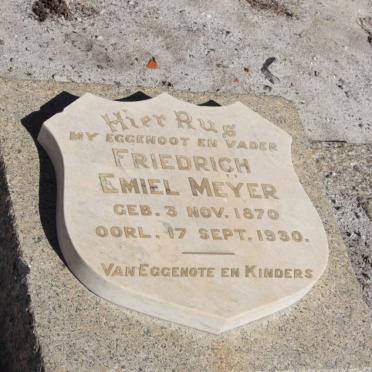 Hier Rus
MY EGGENOOT EN VADER
FRIEDRICH
EMIEL MEYER
GEB. 3 NOV. 1870
OORL. 17 SEPT. 1930.
VAN EGGENOTE EN KINDERS